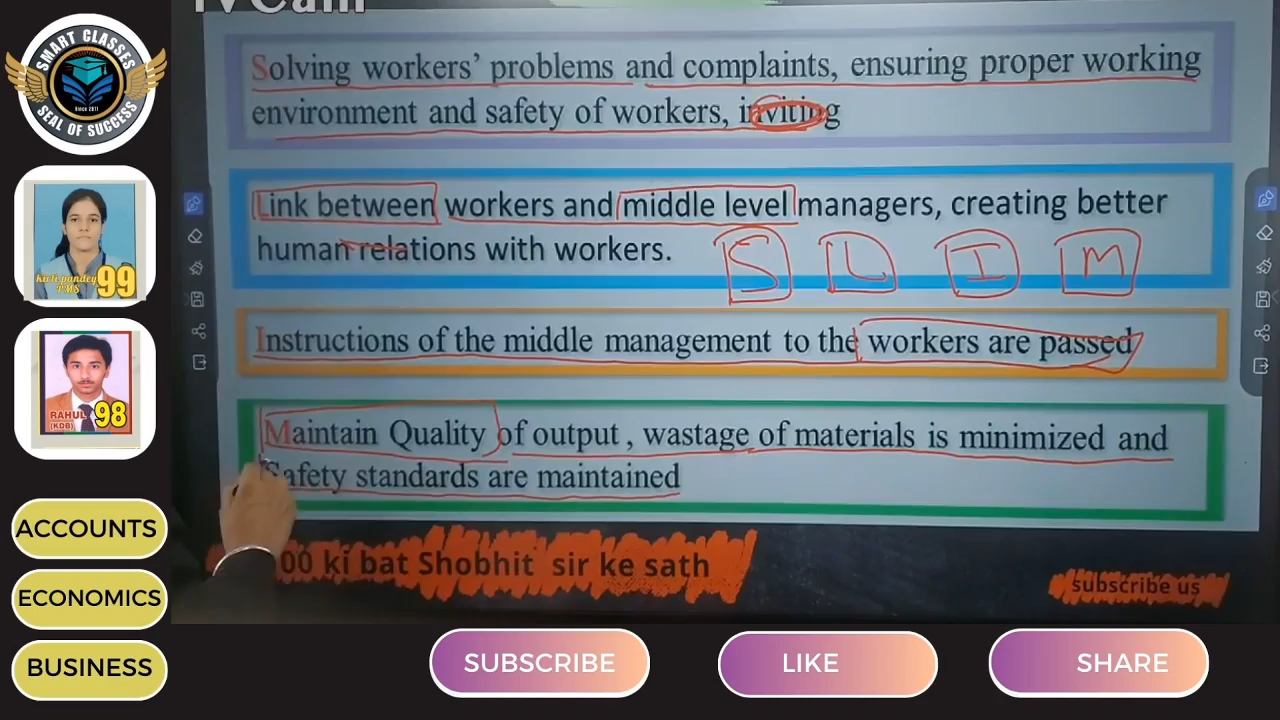 SMART CLASSES
Since 2011
SEAL OF SUCCESS
Solving workers' problems and complaints, ensuring proper working
environment and safety of workers, inviting
Link between workers and middle level managers, creating better
human relations with workers.
S L I M
Instructions of the middle management to the workers are passed
Maintain Quality of output , wastage of materials is minimized and
Safety standards are maintained
Kirti pandey 99
PMS
RAHUL 98
(KDB)
ACCOUNTS
ECONOMICS
BUSINESS
00 ki bat Shobhit sir ke sath
subscribe us
SUBSCRIBE
LIKE
SHARE